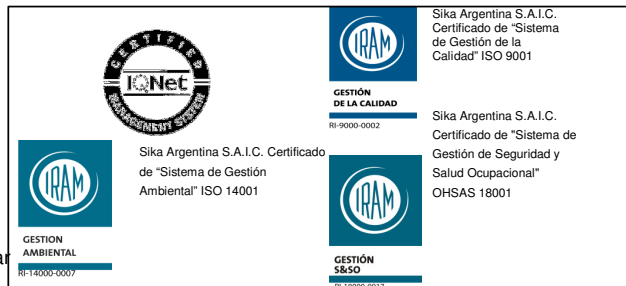 CERTIFIED
IQNet
MANAGEMENT SYSTEM
IRAM
GESTIÓN
DE LA CALIDAD
RI-9000-0002
Sika Argentina S.A.I.C.
Certificado de “Sistema
de Gestión de la
Calidad” ISO 9001
IRAM
GESTION
AMBIENTAL
RI-14000-0007
Sika Argentina S.A.I.C. Certificado
de “Sistema de Gestión
Ambiental” ISO 14001
IRAM
GESTIÓN
S&SO
Sika Argentina S.A.I.C.
Certificado de "Sistema de
Gestión de Seguridad y
Salud Ocupacional"
OHSAS 18001